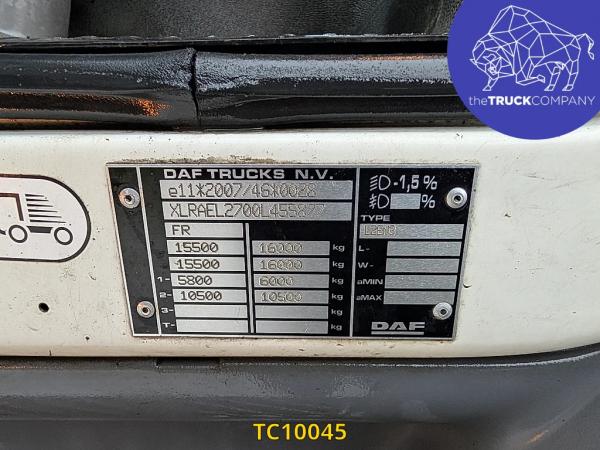 theTRUCKCOMPANY
DAF TRUCKS N.V.
e11*2007/46*0028
XLRAEL2700L455877
FR
15500 16000 kg
15500 16000 kg
1- 5800 6000 kg
2- 10500 10500 kg
3- kg
T- kg
-1,5 %
%
TYPE
L-
W-
aMIN
aMAX
DAF
TC10045